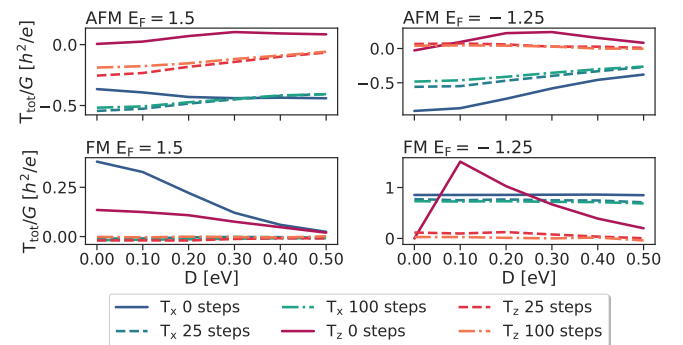 AFM E_F = 1.5
AFM E_F = −1.25
T_tot/G [h²/e]
0.0
−0.5
0.0
−0.5
FM E_F = 1.5
FM E_F = −1.25
T_tot/G [h²/e]
0.25
0.00
1
0
0.00 0.10 0.20 0.30 0.40 0.50
0.00 0.10 0.20 0.30 0.40 0.50
D [eV]
D [eV]
T_x 0 steps
T_x 100 steps
T_z 25 steps
T_x 25 steps
T_z 0 steps
T_z 100 steps